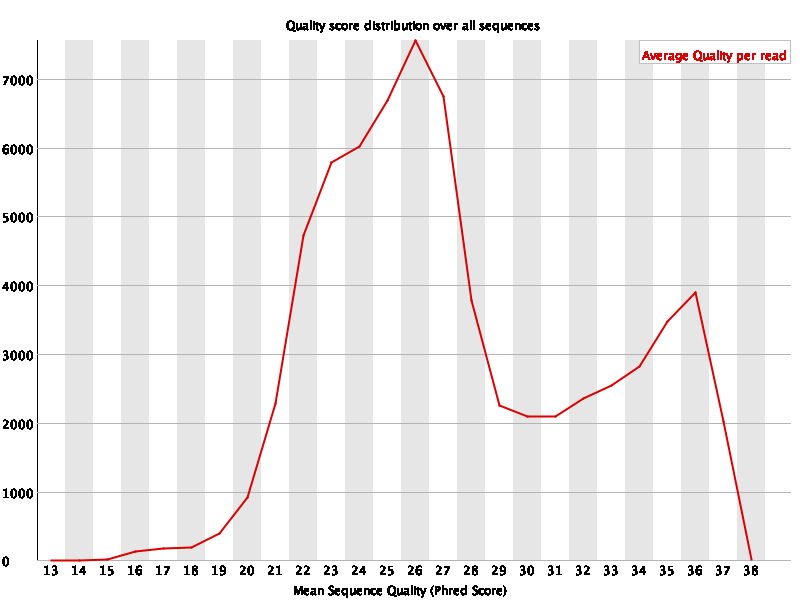 Quality score distribution over all sequences
Average Quality per read
7000
6000
5000
4000
3000
2000
1000
0
13 14 15 16 17 18 19 20 21 22 23 24 25 26 27 28 29 30 31 32 33 34 35 36 37 38
Mean Sequence Quality (Phred Score)